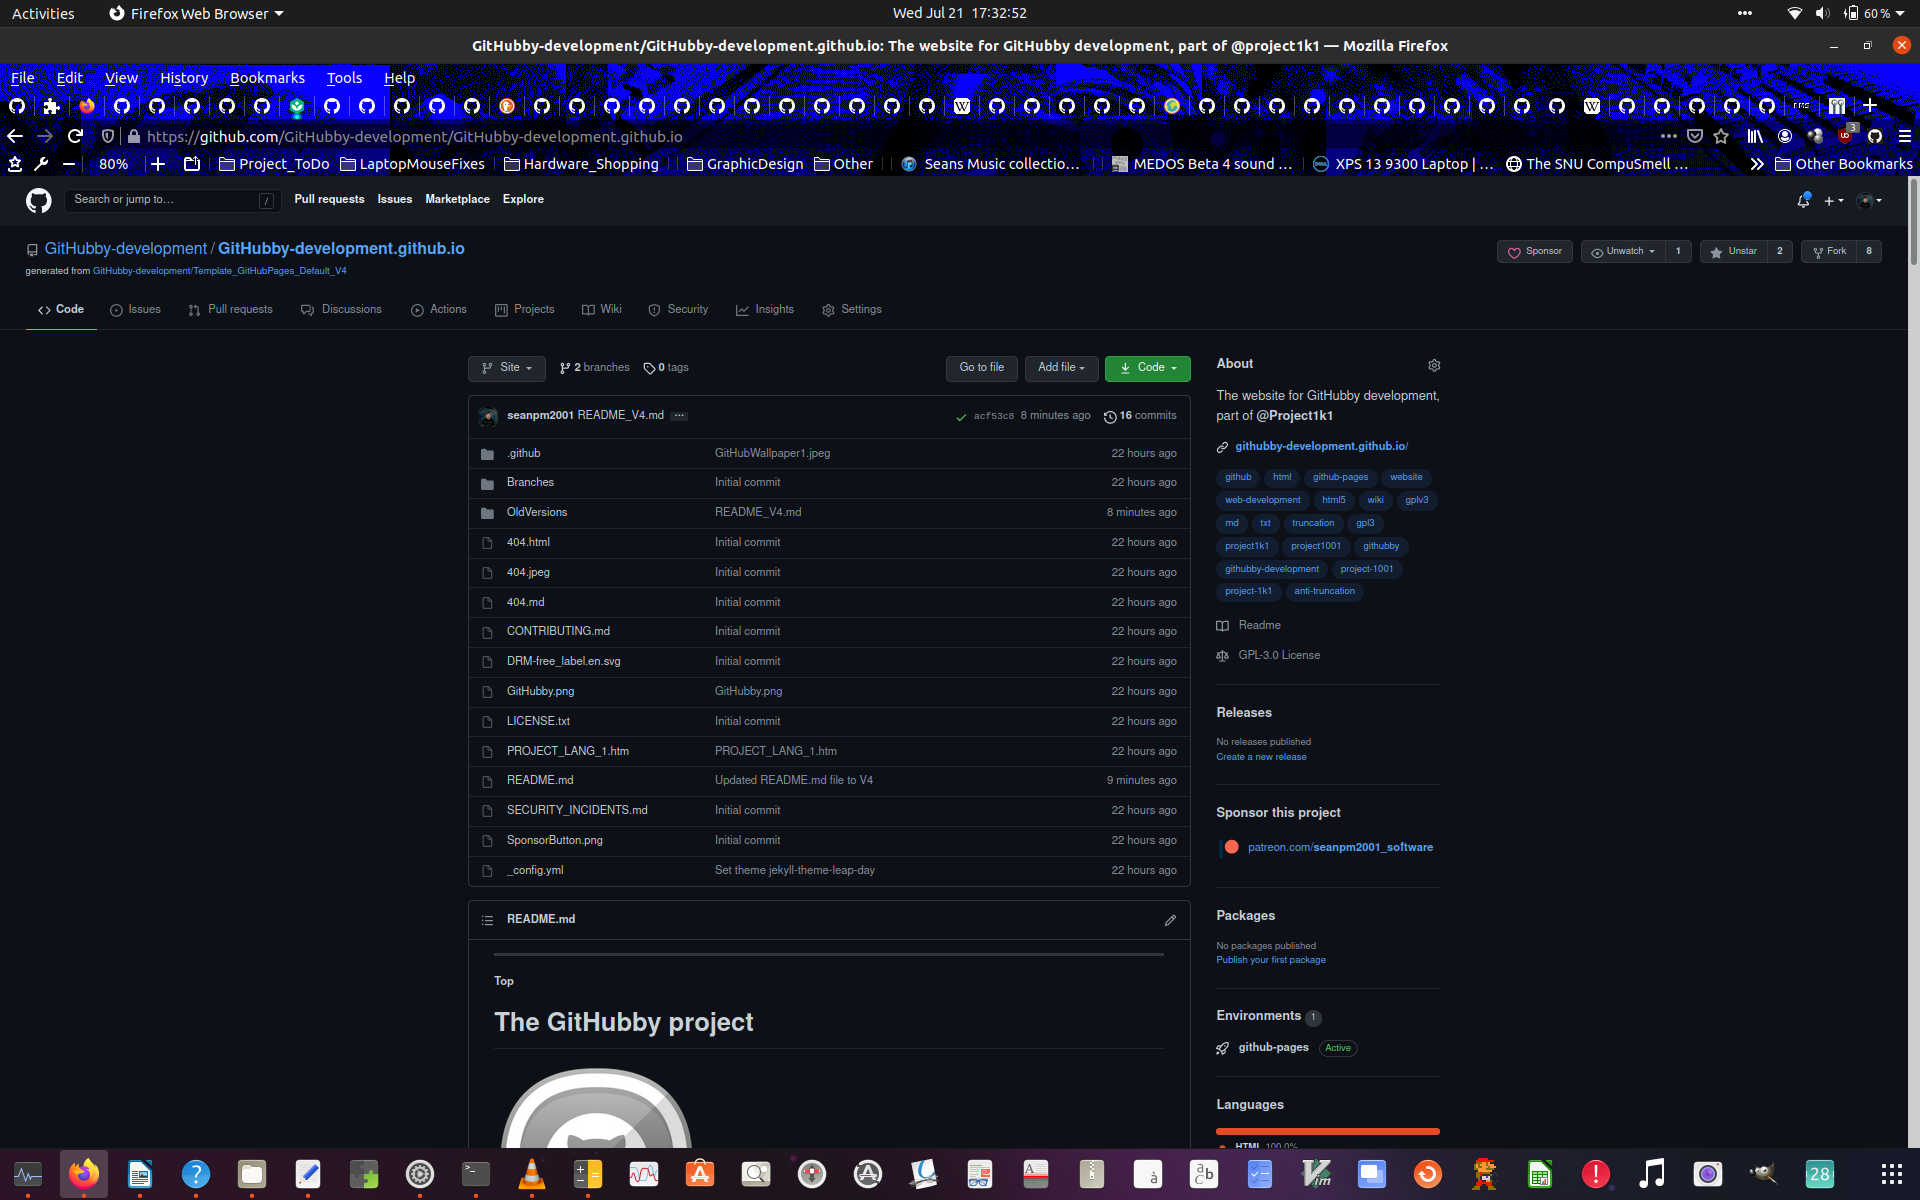 Activities Firefox Web Browser Wed Jul 21 17:32:52 60 %
GitHubby-development/GitHubby-development.github.io: The website for GitHubby development, part of @project1k1 — Mozilla Firefox
File Edit View History Bookmarks Tools Help
https://github.com/GitHubby-development/GitHubby-development.github.io 3
80% Project_ToDo LaptopMouseFixes Hardware_Shopping GraphicDesign Other Seans Music collectio… MEDOS Beta 4 sound … XPS 13 9300 Laptop | … The SNU CompuSmell … Other Bookmarks
Search or jump to… / Pull requests Issues Marketplace Explore
GitHubby-development / GitHubby-development.github.io Sponsor Unwatch 1 Unstar 2 Fork 8
generated from GitHubby-development/Template_GitHubPages_Default_V4
Code Issues Pull requests Discussions Actions Projects Wiki Security Insights Settings
Site 2 branches 0 tags Go to file Add file Code
seanpm2001 README_V4.md ... acf53c8 8 minutes ago 16 commits
.github GitHubWallpaper1.jpeg 22 hours ago
Branches Initial commit 22 hours ago
OldVersions README_V4.md 8 minutes ago
404.html Initial commit 22 hours ago
404.jpeg Initial commit 22 hours ago
404.md Initial commit 22 hours ago
CONTRIBUTING.md Initial commit 22 hours ago
DRM-free_label.en.svg Initial commit 22 hours ago
GitHubby.png GitHubby.png 22 hours ago
LICENSE.txt Initial commit 22 hours ago
PROJECT_LANG_1.htm PROJECT_LANG_1.htm 22 hours ago
README.md Updated README.md file to V4 9 minutes ago
SECURITY_INCIDENTS.md Initial commit 22 hours ago
SponsorButton.png Initial commit 22 hours ago
_config.yml Set theme jekyll-theme-leap-day 22 hours ago
README.md
Top
The GitHubby project
About
The website for GitHubby development,
part of @Project1k1
githubby-development.github.io/
github html github-pages website
web-development html5 wiki gplv3
md txt truncation gpl3
project1k1 project1001 githubby
githubby-development project-1001
project-1k1 anti-truncation
Readme
GPL-3.0 License
Releases
No releases published
Create a new release
Sponsor this project
patreon.com/seanpm2001_software
Packages
No packages published
Publish your first package
Environments 1
github-pages Active
Languages
HTML 100.0%
28